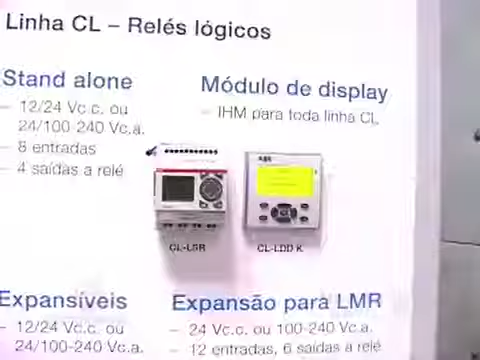 Linha CL – Relés lógicos
Stand alone
– 12/24 Vc.c. ou
24/100-240 Vc.a.
– 8 entradas
– 4 saídas a relé
Módulo de display
– IHM para toda linha CL
ABB
CL-LSR
CL-LDD K
Expansíveis
– 12/24 Vc.c. ou
24/100-240 Vc.a.
Expansão para LMR
– 24 Vc.c. ou 100-240 Vc.a.
– 12 entradas, 6 saídas a relé